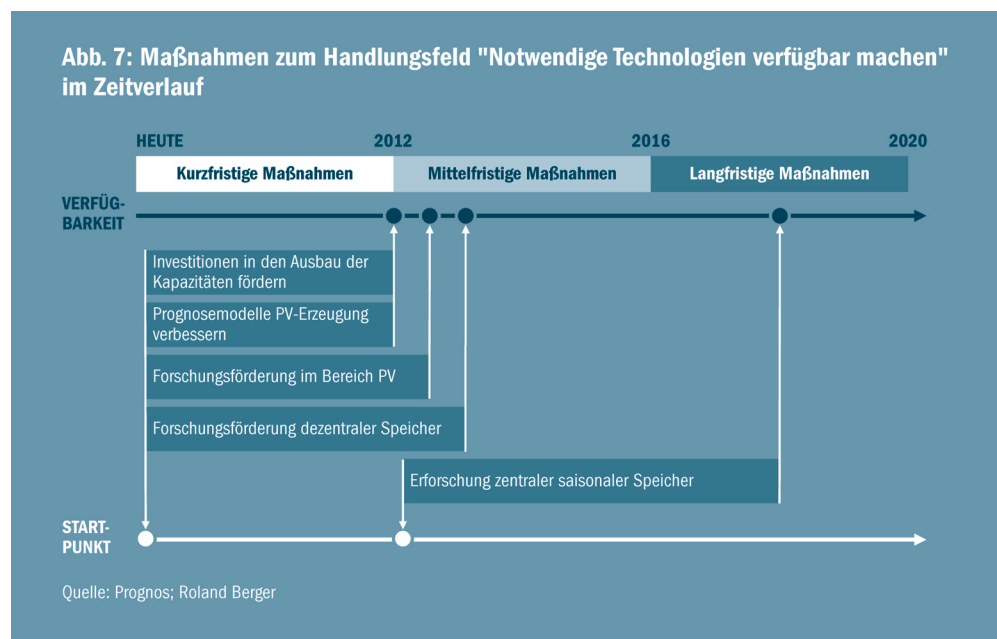 Abb. 7: Maßnahmen zum Handlungsfeld "Notwendige Technologien verfügbar machen"
im Zeitverlauf
HEUTE 2012 2016 2020
Kurzfristige Maßnahmen Mittelfristige Maßnahmen Langfristige Maßnahmen
VERFÜG-
BARKEIT
Investitionen in den Ausbau der
Kapazitäten fördern
Prognosemodelle PV-Erzeugung
verbessern
Forschungsförderung im Bereich PV
Forschungsförderung dezentraler Speicher
Erforschung zentraler saisonaler Speicher
START-
PUNKT
Quelle: Prognos; Roland Berger